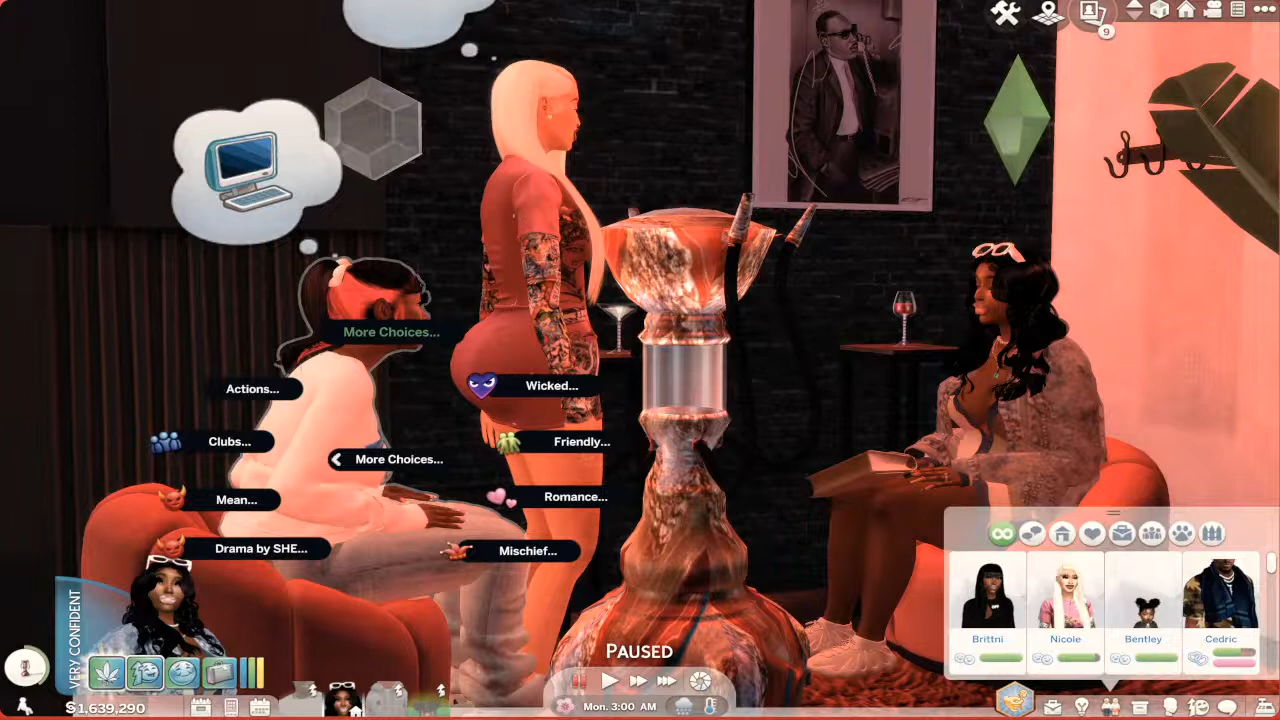 9
More Choices...
Actions...
Wicked...
Clubs...
Friendly...
More Choices...
Mean...
Romance...
Drama by SHE...
Mischief...
VERY CONFIDENT
Brittni
Nicole
Bentley
Cedric
PAUSED
$1,639,290
Mon. 3:00 AM